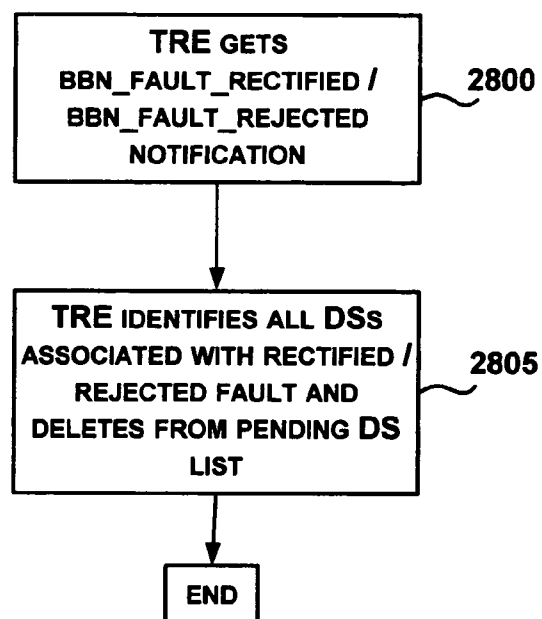 TRE GETS
BBN_FAULT_RECTIFIED /
BBN_FAULT_REJECTED
NOTIFICATION
2800
TRE IDENTIFIES ALL DSS
ASSOCIATED WITH RECTIFIED /
REJECTED FAULT AND
DELETES FROM PENDING DS
LIST
2805
END